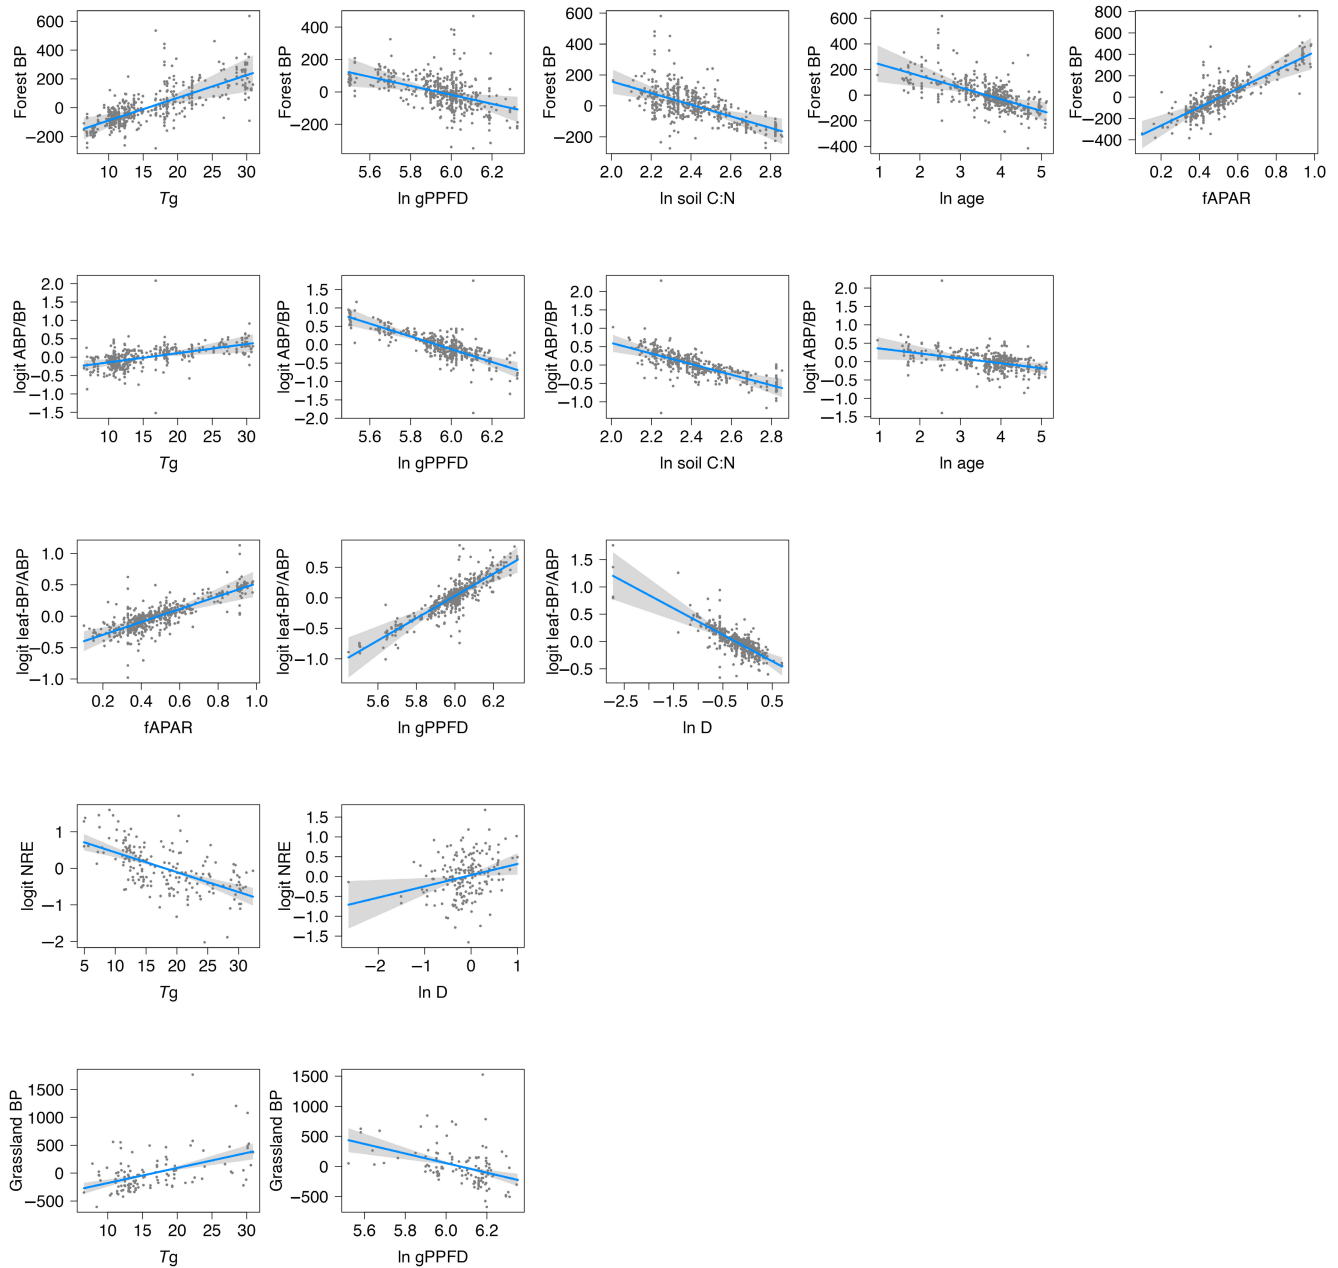 Forest BP
600
400
200
0
−200
10 15 20 25 30
Tg
Forest BP
400
200
0
−200
5.6 5.8 6.0 6.2
ln gPPFD
Forest BP
600
400
200
0
−200
2.0 2.2 2.4 2.6 2.8
ln soil C:N
Forest BP
600
400
200
0
−200
−400
1 2 3 4 5
ln age
Forest BP
800
600
400
200
0
−200
−400
0.2 0.4 0.6 0.8 1.0
fAPAR
logit ABP/BP
2.0
1.5
1.0
0.5
0.0
−0.5
−1.0
−1.5
10 15 20 25 30
Tg
logit ABP/BP
1.5
1.0
0.5
0.0
−0.5
−1.0
−1.5
−2.0
5.6 5.8 6.0 6.2
ln gPPFD
logit ABP/BP
2.0
1.5
1.0
0.5
0.0
−0.5
−1.0
2.0 2.2 2.4 2.6 2.8
ln soil C:N
logit ABP/BP
2.0
1.5
1.0
0.5
0.0
−0.5
−1.0
−1.5
1 2 3 4 5
ln age
logit leaf-BP/ABP
1.0
0.5
0.0
−0.5
−1.0
0.2 0.4 0.6 0.8 1.0
fAPAR
logit leaf-BP/ABP
0.5
0.0
−0.5
−1.0
5.6 5.8 6.0 6.2
ln gPPFD
logit leaf-BP/ABP
1.5
1.0
0.5
0.0
−0.5
−2.5 −1.5 −0.5 0.5
ln D
logit NRE
1
0
−1
−2
5 10 15 20 25 30
Tg
logit NRE
1.5
1.0
0.5
0.0
−0.5
−1.0
−1.5
−2 −1 0 1
ln D
Grassland BP
1500
1000
500
0
−500
10 15 20 25 30
Tg
Grassland BP
1500
1000
500
0
−500
5.6 5.8 6.0 6.2
ln gPPFD